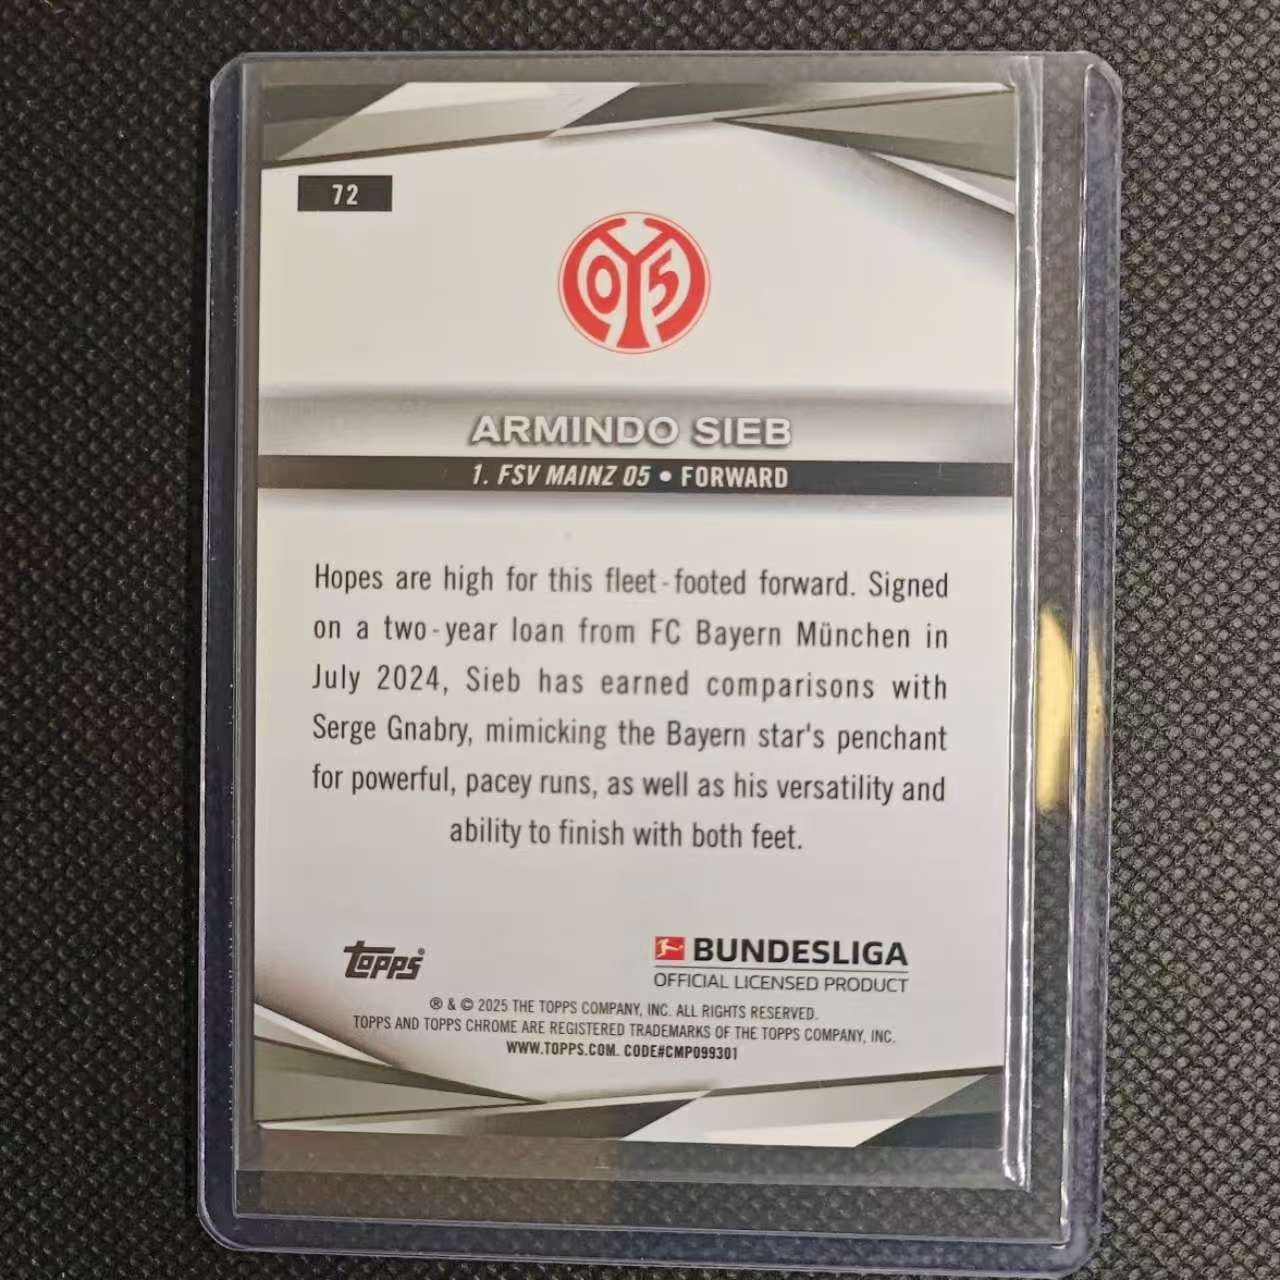 72
05
ARMINDO SIEB
1. FSV MAINZ 05 • FORWARD
Hopes are high for this fleet-footed forward. Signed
on a two-year loan from FC Bayern München in
July 2024, Sieb has earned comparisons with
Serge Gnabry, mimicking the Bayern star's penchant
for powerful, pacey runs, as well as his versatility and
ability to finish with both feet.
topps®
BUNDESLIGA
OFFICIAL LICENSED PRODUCT
® & © 2025 THE TOPPS COMPANY, INC. ALL RIGHTS RESERVED.
TOPPS AND TOPPS CHROME ARE REGISTERED TRADEMARKS OF THE TOPPS COMPANY, INC.
WWW.TOPPS.COM. CODE#CMP099301